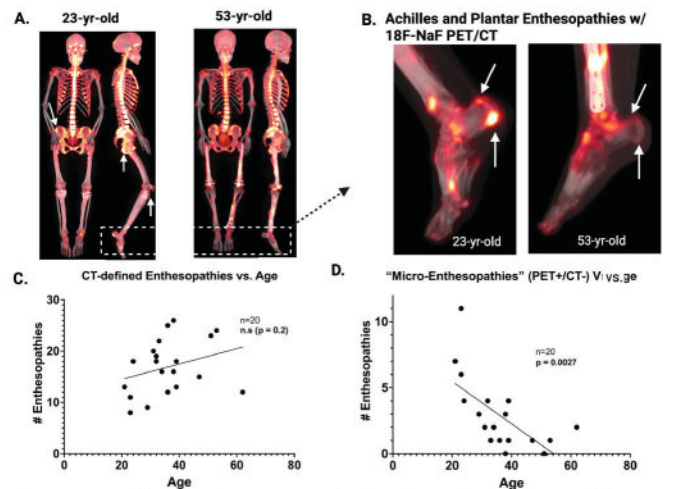 A.
23-yr-old
53-yr-old
B. Achilles and Plantar Enthesopathies w/
18F-NaF PET/CT
23-yr-old
53-yr-old
C.
CT-defined Enthesopathies vs. Age
n=20
n.s (p = 0.2)
# Enthesopathies
30
20
10
0
0 20 40 60 80
Age
D.
"Micro-Enthesopathies" (PET+/CT-) V: vs.ge
n=20
p = 0.0027
# Enthesopathies
10
5
0
0 20 40 60 80
Age